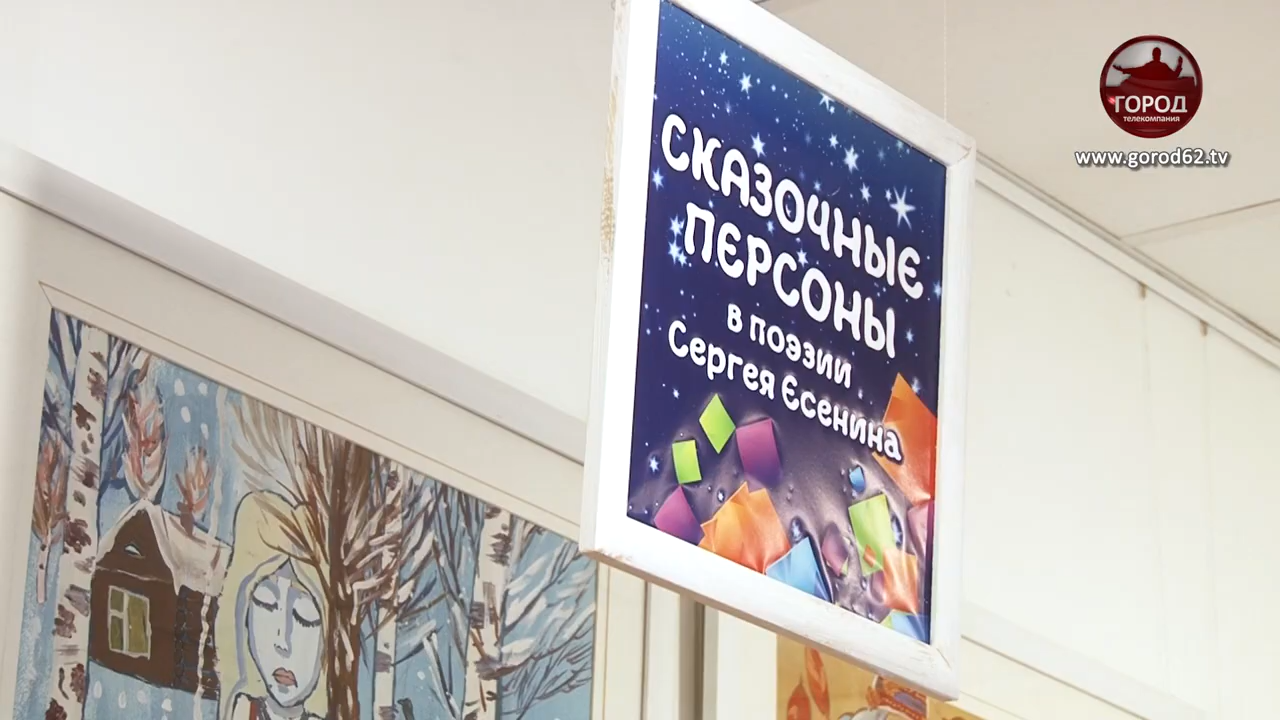 СКАЗОЧНЫЕ
ПЕРСОНЫ
в поэзии
Сергея Есенина
ГОРОД
телекомпания
www.gorod62.tv